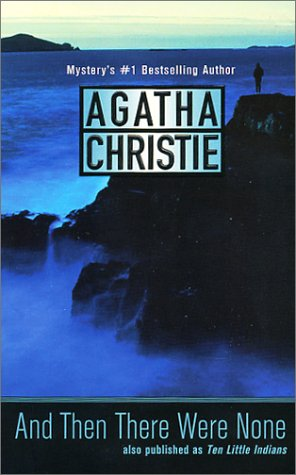 Mystery's #1 Bestselling Author
AGATHA
CHRISTIE
And Then There Were None
also published as Ten Little Indians